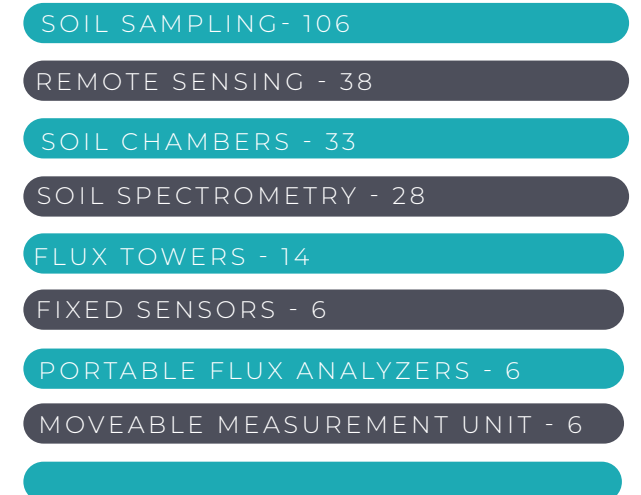 SOIL SAMPLING- 106
REMOTE SENSING - 38
SOIL CHAMBERS - 33
SOIL SPECTROMETRY - 28
FLUX TOWERS - 14
FIXED SENSORS - 6
PORTABLE FLUX ANALYZERS - 6
MOVEABLE MEASUREMENT UNIT - 6